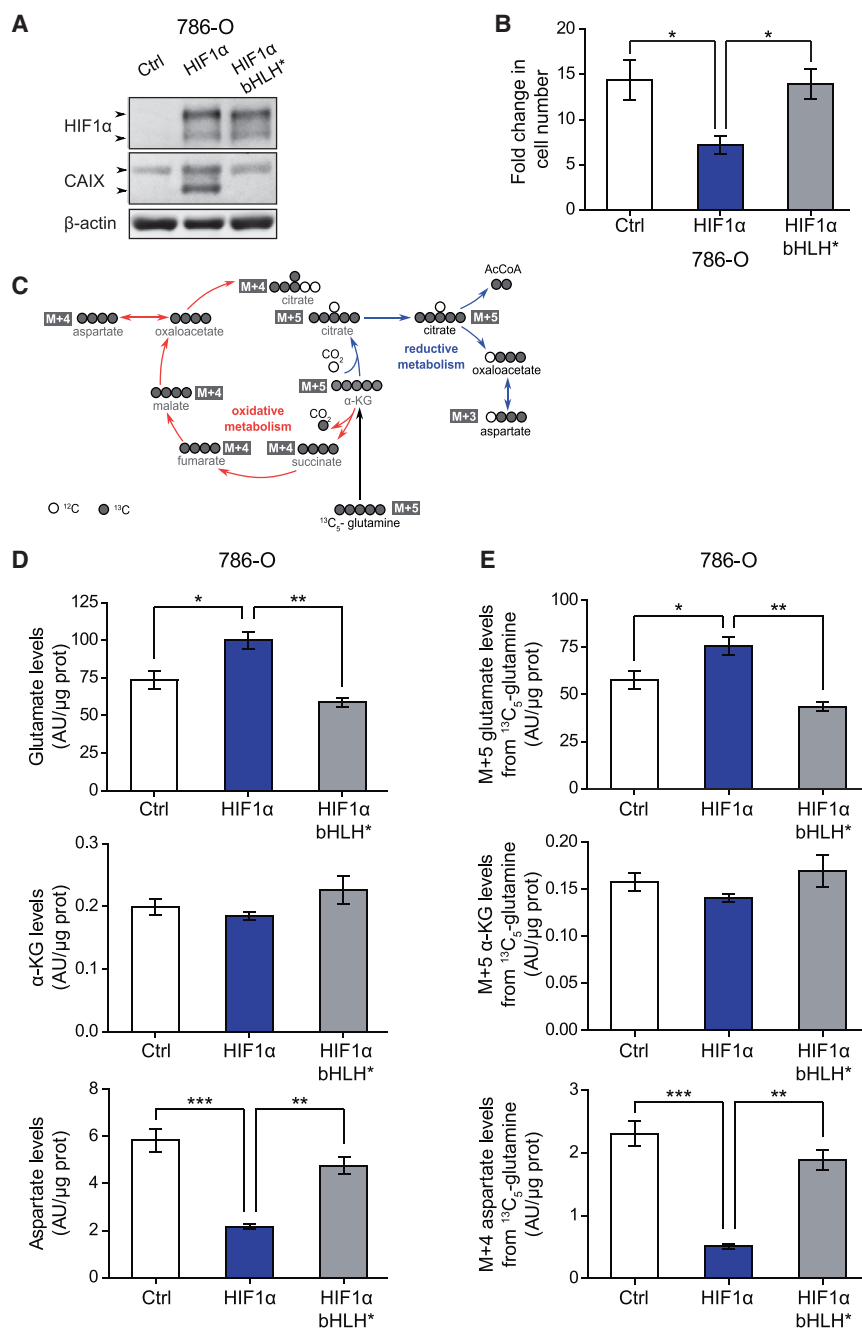 A
786-O
Ctrl
HIF1α
HIF1α
bHLH*
HIF1α
CAIX
β-actin
B
Fold change in
cell number
20
15
10
5
0
*
*
Ctrl
HIF1α
HIF1α
bHLH*
786-O
C
M+4
aspartate
oxaloacetate
M+4
citrate
M+5
citrate
citrate
M+5
AcCoA
reductive
metabolism
oxaloacetate
M+3
aspartate
CO2
M+5
α-KG
CO2
malate
M+4
oxidative
metabolism
M+4
fumarate
M+4
succinate
12C
13C
13C5- glutamine
M+5
D
786-O
Glutamate levels
(AU/µg prot)
125
100
75
50
25
0
*
**
Ctrl
HIF1α
HIF1α
bHLH*
α-KG levels
(AU/µg prot)
0.3
0.2
0.1
0.0
Ctrl
HIF1α
HIF1α
bHLH*
Aspartate levels
(AU/µg prot)
8
6
4
2
0
***
**
Ctrl
HIF1α
HIF1α
bHLH*
E
786-O
M+5 glutamate levels
from 13C5-glutamine
(AU/µg prot)
100
75
50
25
0
*
**
Ctrl
HIF1α
HIF1α
bHLH*
M+5 α-KG levels
from 13C5-glutamine
(AU/µg prot)
0.20
0.15
0.10
0.05
0.00
Ctrl
HIF1α
HIF1α
bHLH*
M+4 aspartate levels
from 13C5-glutamine
(AU/µg prot)
3
2
1
0
***
**
Ctrl
HIF1α
HIF1α
bHLH*